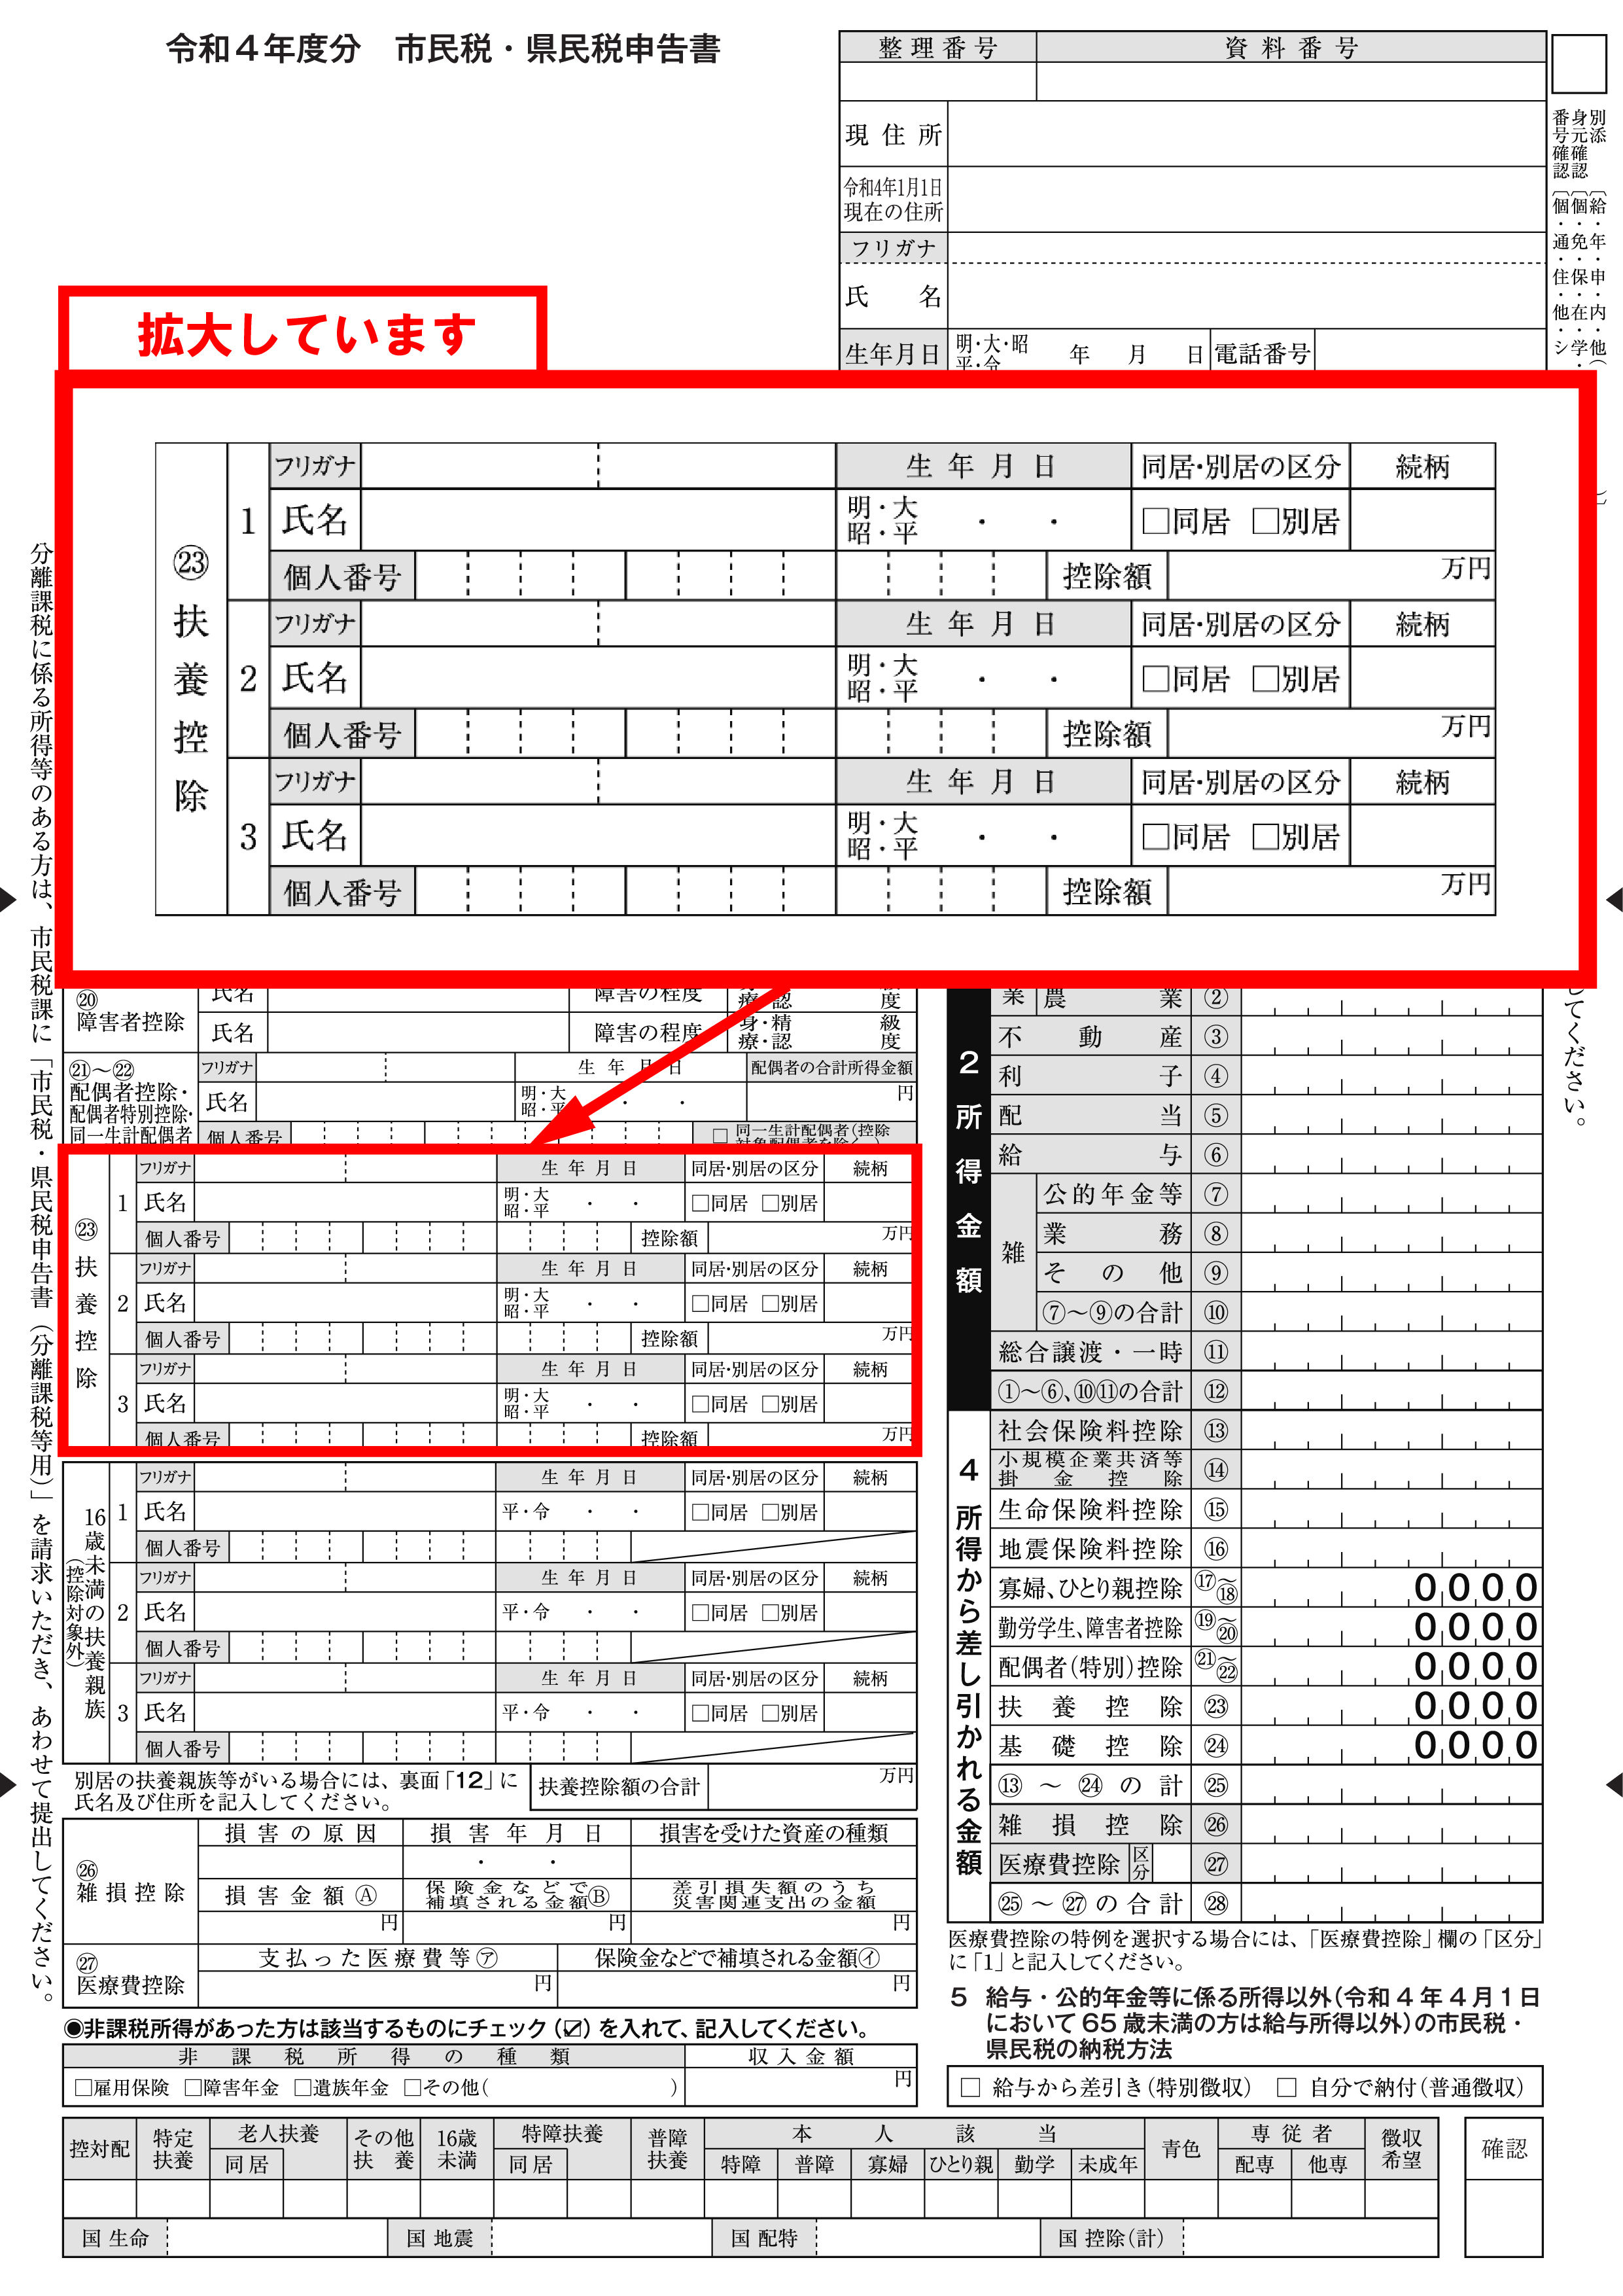 令和４年度分　市民税・県民税申告書
整理番号
資料番号
現住所
令和4年1月1日
現在の住所
フリガナ
氏名
生年月日
明・大・昭
年　月　日
電話番号
別添
身元確認
番号確認
拡大しています
㉓扶養控除
1
フリガナ
生年月日
同居・別居の区分
続柄
氏名
明・大
昭・平
・　・
□同居　□別居
個人番号
控除額
万円
2
フリガナ
生年月日
同居・別居の区分
続柄
氏名
明・大
昭・平
・　・
□同居　□別居
個人番号
控除額
万円
3
フリガナ
生年月日
同居・別居の区分
続柄
氏名
明・大
昭・平
・　・
□同居　□別居
個人番号
控除額
万円
分離課税に係る所得等のある方は、市民税課に「市民税・県民税申告書（分離課税等用）」を請求いただき、あわせて提出してください。
してください。
⑳
障害者控除
氏名
障害の程度
療・認
度
氏名
障害の程度
身・精
療・認
級
度
㉑～㉒
配偶者控除・
配偶者特別控除・
同一生計配偶者
フリガナ
生年月日
配偶者の合計所得金額
氏名
明・大
昭・平
・　・
円
個人番号
□ 同一生計配偶者(控除
㉓扶養控除
1
フリガナ
生年月日
同居・別居の区分
続柄
氏名
明・大
昭・平
・　・
□同居　□別居
個人番号
控除額
万円
2
フリガナ
生年月日
同居・別居の区分
続柄
氏名
明・大
昭・平
・　・
□同居　□別居
個人番号
控除額
万円
3
フリガナ
生年月日
同居・別居の区分
続柄
氏名
明・大
昭・平
・　・
□同居　□別居
個人番号
控除額
万円
16歳未満の扶養親族
（控除対象外）
1
フリガナ
生年月日
同居・別居の区分
続柄
氏名
平・令　・　・
□同居　□別居
個人番号
2
フリガナ
生年月日
同居・別居の区分
続柄
氏名
平・令　・　・
□同居　□別居
個人番号
3
フリガナ
生年月日
同居・別居の区分
続柄
氏名
平・令　・　・
□同居　□別居
個人番号
別居の扶養親族等がいる場合には、裏面「12」に
氏名及び住所を記入してください。
扶養控除額の合計
万円
㉖
雑損控除
損害の原因
損害年月日
損害を受けた資産の種類
・　・
損害金額Ⓐ
保険金などで
補填される金額Ⓑ
差引損失額のうち
災害関連支出の金額
円
円
円
㉗
医療費控除
支払った医療費等㋐
保険金などで補填される金額㋑
円
円
◉非課税所得があった方は該当するものにチェック（☑）を入れて、記入してください。
非課税所得の種類
収入金額
□雇用保険　□障害年金　□遺族年金　□その他(　　　)
円
２所得金額
業
農業
②
不動産
③
利子
④
配当
⑤
給与
⑥
雑
公的年金等
⑦
業務
⑧
その他
⑨
⑦～⑨の合計
⑩
総合譲渡・一時
⑪
①～⑥、⑩⑪の合計
⑫
４所得から差し引かれる金額
社会保険料控除
⑬
小規模企業共済等
掛金控除
⑭
生命保険料控除
⑮
地震保険料控除
⑯
寡婦、ひとり親控除
⑰～⑱
0000
勤労学生、障害者控除
⑲～⑳
0000
配偶者(特別)控除
㉑～㉒
0000
扶養控除
㉓
0000
基礎控除
㉔
0000
⑬～㉔の計
㉕
雑損控除
㉖
医療費控除
区分
㉗
㉕～㉗の合計
㉘
医療費控除の特例を選択する場合には、「医療費控除」欄の「区分」
に「1」と記入してください。
５　給与・公的年金等に係る所得以外(令和４年４月１日
において65歳未満の方は給与所得以外)の市民税・
県民税の納税方法
□ 給与から差引き(特別徴収)　□ 自分で納付(普通徴収)
控対配
特定
扶養
老人扶養
同居
その他
扶養
16歳
未満
特障扶養
同居
普障
扶養
本人該当
特障
普障
寡婦
ひとり親
勤学
未成年
青色
専従者
配専
他専
徴収
希望
確認
国 生命
国 地震
国 配特
国 控除(計)